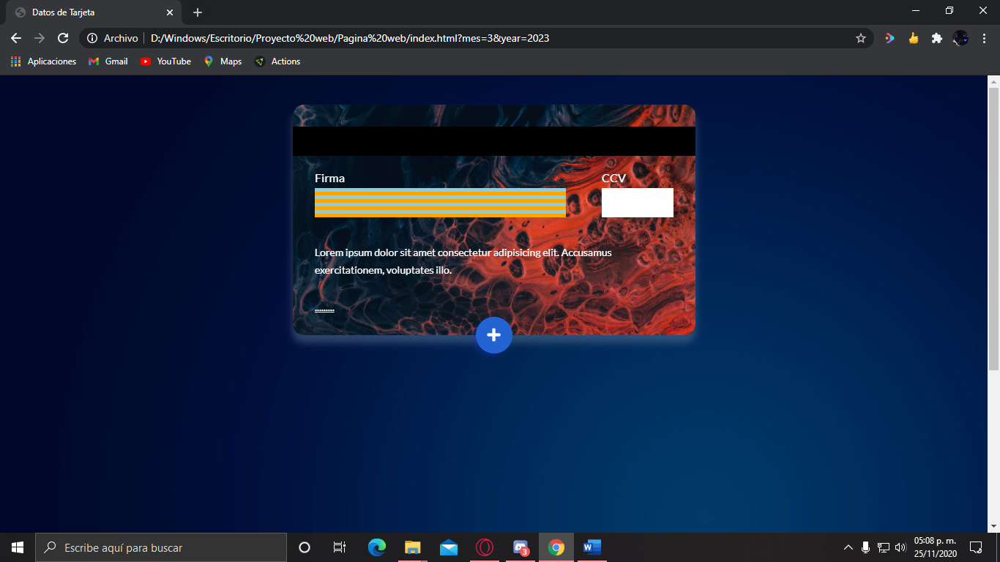 Datos de Tarjeta
Archivo D:/Windows/Escritorio/Proyecto%20web/Pagina%20web/index.html?mes=3&year=2023
Aplicaciones Gmail YouTube Maps Actions
Firma CCV
Lorem ipsum dolor sit amet consectetur adipisicing elit. Accusamus
exercitationem, voluptates illo.
.........
Escribe aquí para buscar
3
05:08 p. m.
25/11/2020